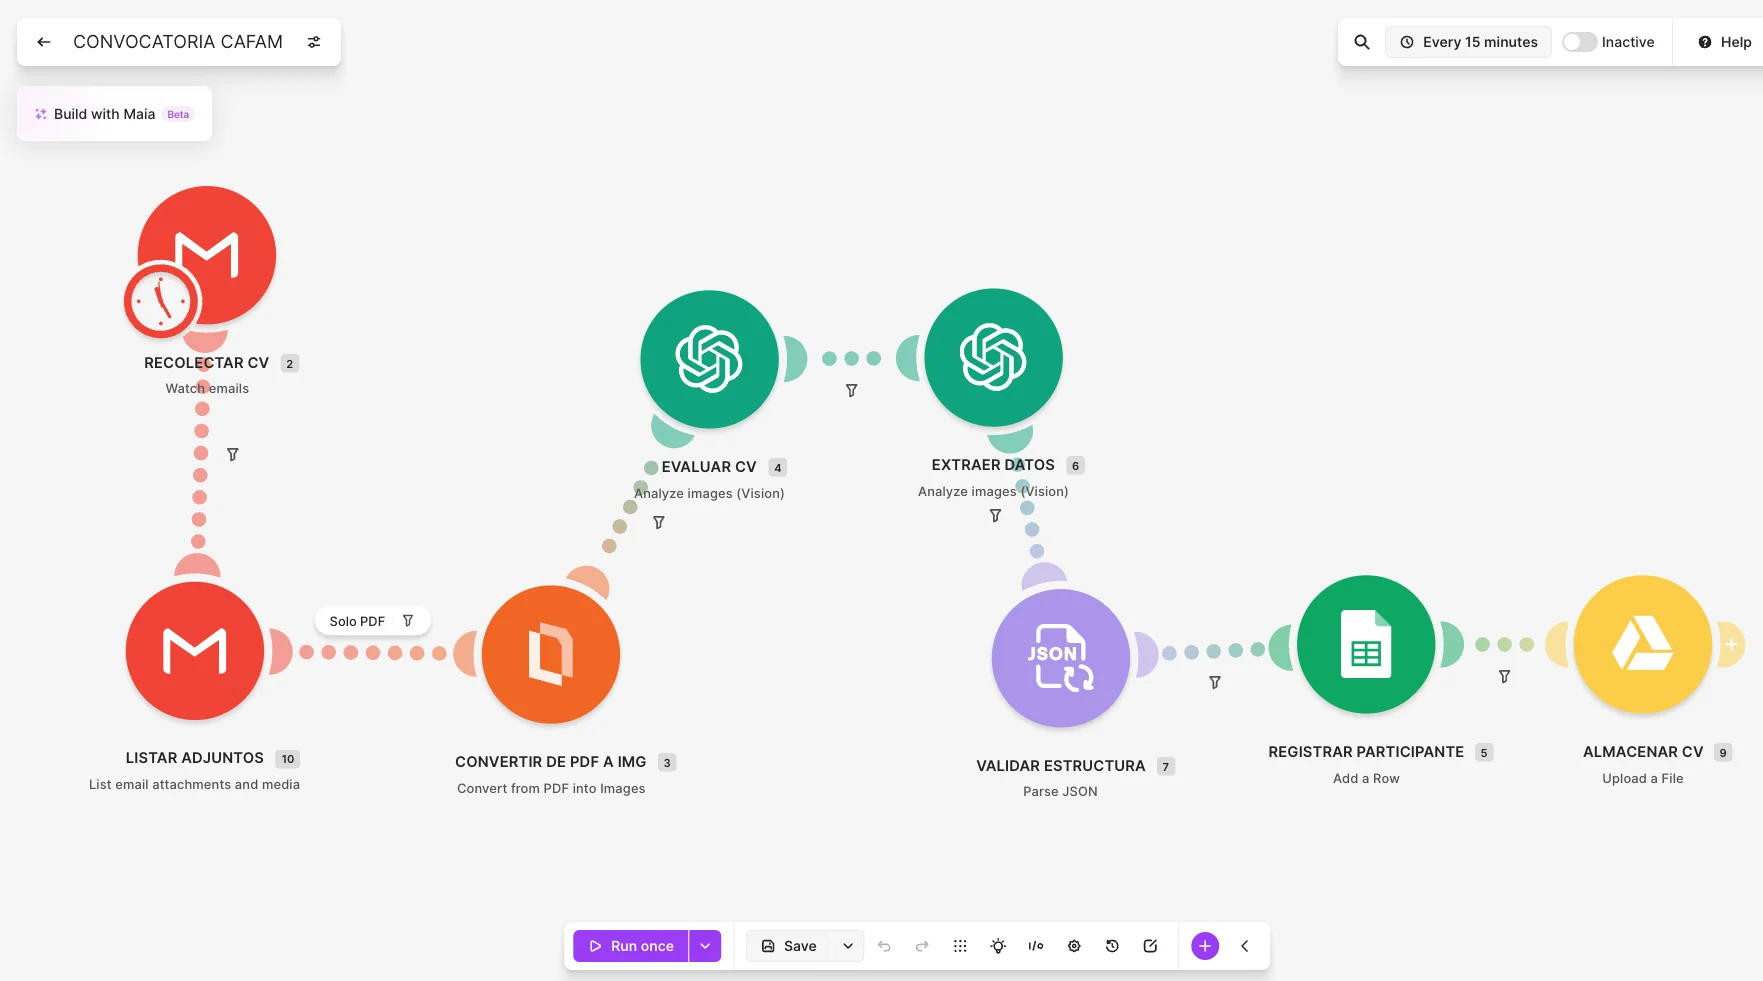 CONVOCATORIA CAFAM
Every 15 minutes
Inactive
Help
Build with Maia Beta
RECOLECTAR CV 2
Watch emails
EVALUAR CV 4
Analyze images (Vision)
EXTRAER DATOS 6
Analyze images (Vision)
Solo PDF
JSON
LISTAR ADJUNTOS 10
List email attachments and media
CONVERTIR DE PDF A IMG 3
Convert from PDF into Images
VALIDAR ESTRUCTURA 7
Parse JSON
REGISTRAR PARTICIPANTE 5
Add a Row
ALMACENAR CV 9
Upload a File
Run once
Save